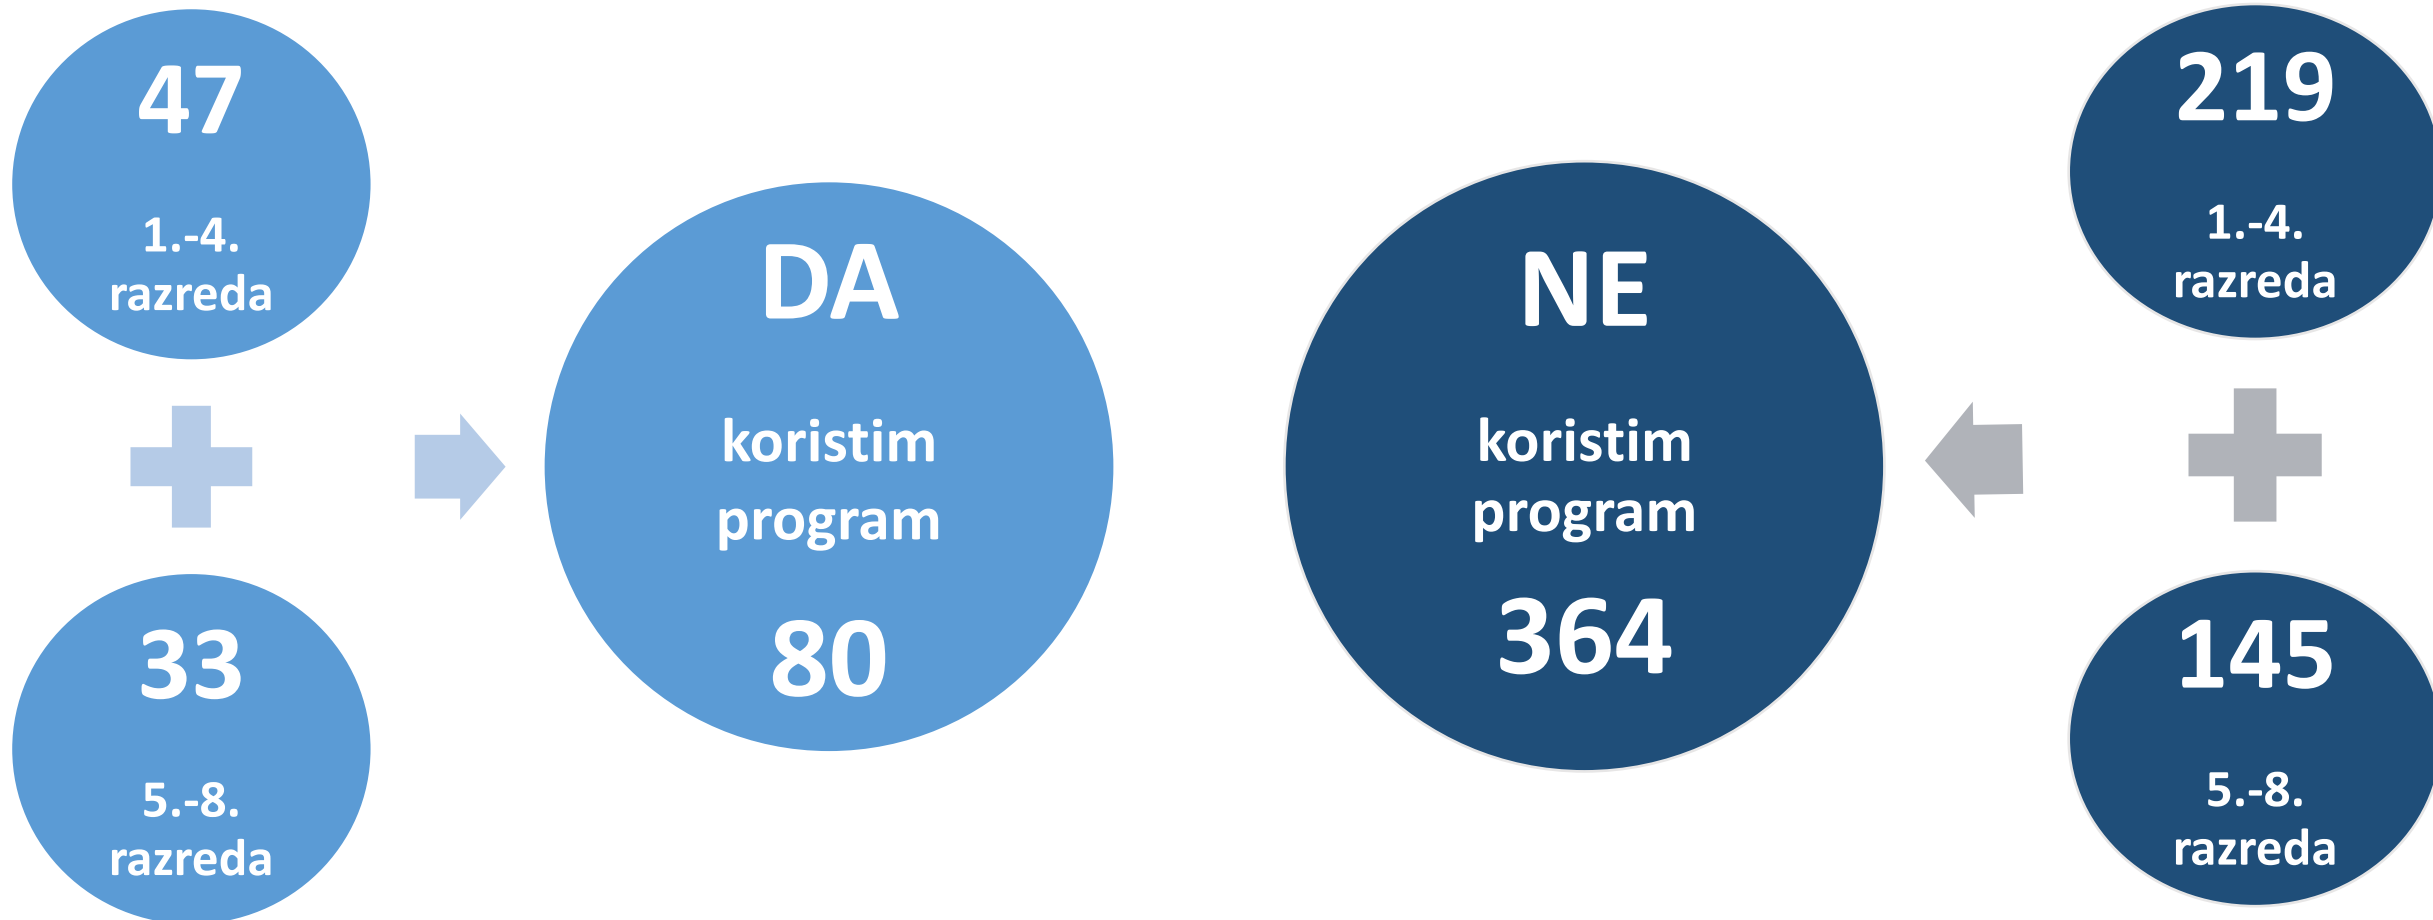 47
1.-4.
razreda
33
5.-8.
razreda
DA
koristim
program
80
NE
koristim
program
364
219
1.-4.
razreda
145
5.-8.
razreda